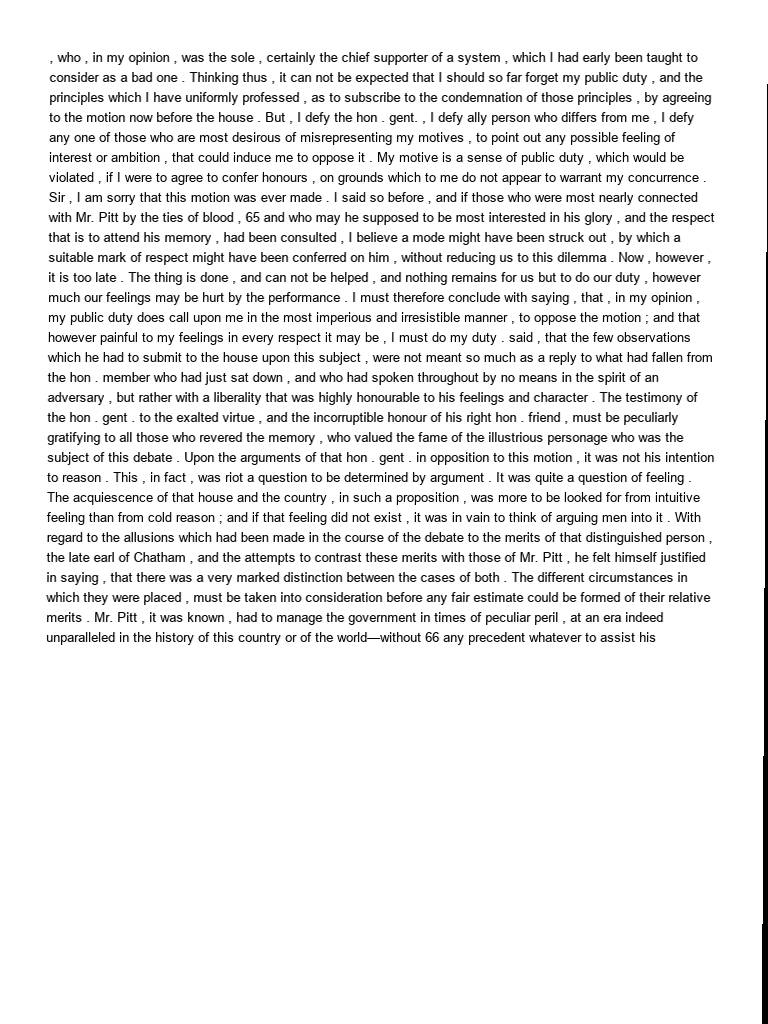 , who , in my opinion , was the sole , certainly the chief supporter of a system , which I had early been taught to
consider as a bad one . Thinking thus , it can not be expected that I should so far forget my public duty , and the
principles which I have uniformly professed , as to subscribe to the condemnation of those principles , by agreeing
to the motion now before the house . But , I defy the hon . gent. , I defy ally person who differs from me , I defy
any one of those who are most desirous of misrepresenting my motives , to point out any possible feeling of
interest or ambition , that could induce me to oppose it . My motive is a sense of public duty , which would be
violated , if I were to agree to confer honours , on grounds which to me do not appear to warrant my concurrence .
Sir , I am sorry that this motion was ever made . I said so before , and if those who were most nearly connected
with Mr. Pitt by the ties of blood , 65 and who may he supposed to be most interested in his glory , and the respect
that is to attend his memory , had been consulted , I believe a mode might have been struck out , by which a
suitable mark of respect might have been conferred on him , without reducing us to this dilemma . Now , however ,
it is too late . The thing is done , and can not be helped , and nothing remains for us but to do our duty , however
much our feelings may be hurt by the performance . I must therefore conclude with saying , that , in my opinion ,
my public duty does call upon me in the most imperious and irresistible manner , to oppose the motion ; and that
however painful to my feelings in every respect it may be , I must do my duty . said , that the few observations
which he had to submit to the house upon this subject , were not meant so much as a reply to what had fallen from
the hon . member who had just sat down , and who had spoken throughout by no means in the spirit of an
adversary , but rather with a liberality that was highly honourable to his feelings and character . The testimony of
the hon . gent . to the exalted virtue , and the incorruptible honour of his right hon . friend , must be peculiarly
gratifying to all those who revered the memory , who valued the fame of the illustrious personage who was the
subject of this debate . Upon the arguments of that hon . gent . in opposition to this motion , it was not his intention
to reason . This , in fact , was riot a question to be determined by argument . It was quite a question of feeling .
The acquiescence of that house and the country , in such a proposition , was more to be looked for from intuitive
feeling than from cold reason ; and if that feeling did not exist , it was in vain to think of arguing men into it . With
regard to the allusions which had been made in the course of the debate to the merits of that distinguished person ,
the late earl of Chatham , and the attempts to contrast these merits with those of Mr. Pitt , he felt himself justified
in saying , that there was a very marked distinction between the cases of both . The different circumstances in
which they were placed , must be taken into consideration before any fair estimate could be formed of their relative
merits . Mr. Pitt , it was known , had to manage the government in times of peculiar peril , at an era indeed
unparalleled in the history of this country or of the world—without 66 any precedent whatever to assist his